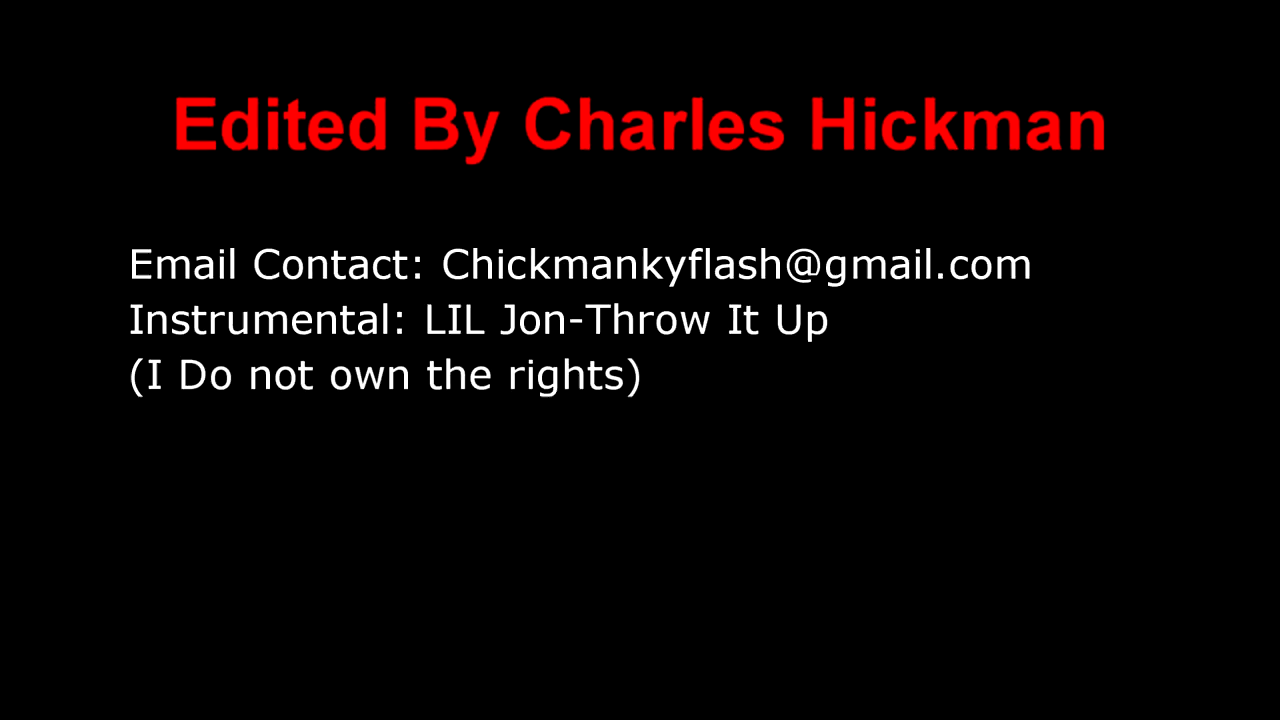 Edited By Charles Hickman
Email Contact: Chickmankyflash@gmail.com
Instrumental: LIL Jon-Throw It Up
(I Do not own the rights)